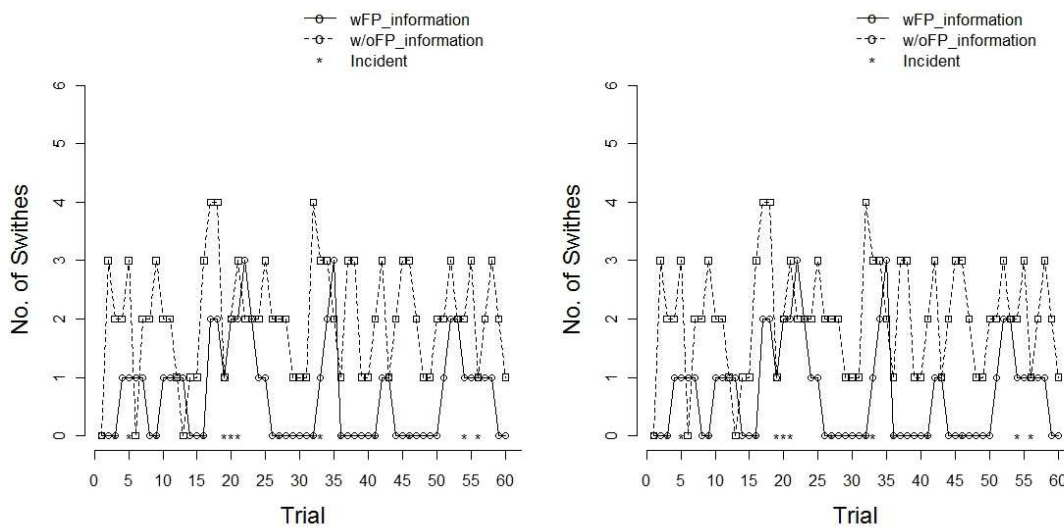 wFP_information
w/oFP_information
Incident
No. of Swithes
0 1 2 3 4 5 6
0 5 10 15 20 25 30 35 40 45 50 55 60
Trial
wFP_information
w/oFP_information
Incident
No. of Swithes
0 1 2 3 4 5 6
0 5 10 15 20 25 30 35 40 45 50 55 60
Trial